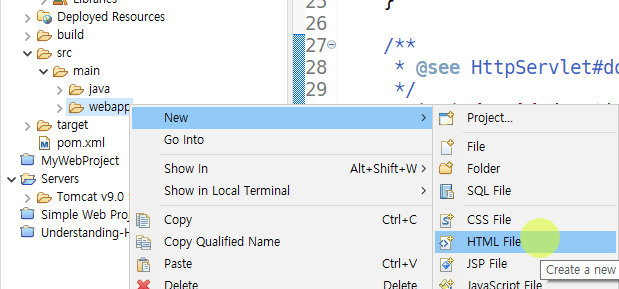 Libraries
Deployed Resources
build
src
main
java
webapp
target
pom.xml
MyWebProject
Servers
Tomcat v9.0
Simple Web Proj
Understanding-H
25 }
26
27 /**
28 * @see HttpServlet#do
29 */
New
Go Into
Show In Alt+Shift+W
Show in Local Terminal
Copy Ctrl+C
Copy Qualified Name
Paste Ctrl+V
Delete Delete
Project...
File
Folder
SQL File
CSS File
HTML File
JSP File
JavaScript File
Create a new